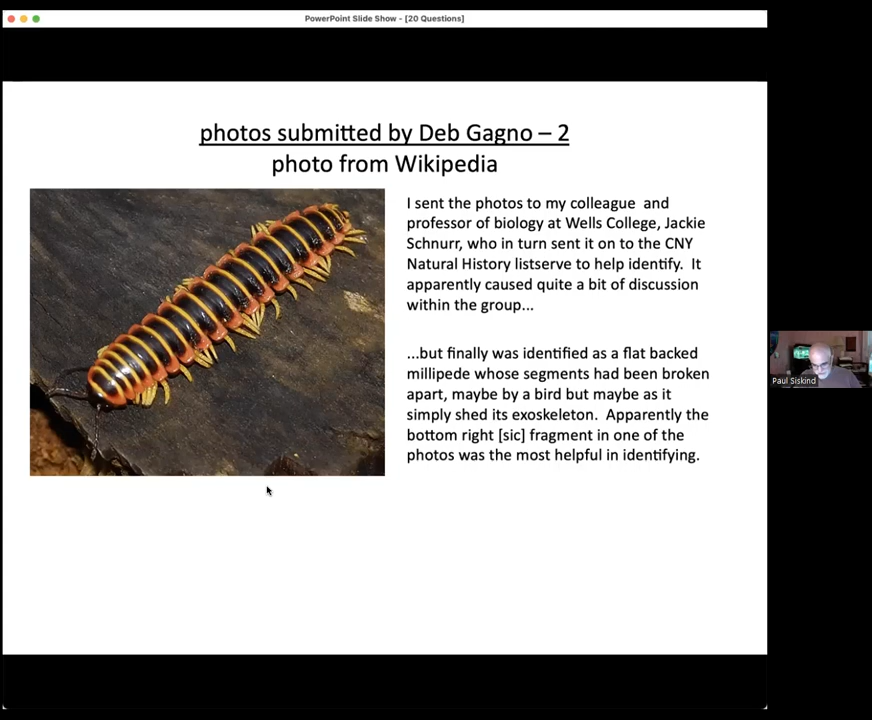 PowerPoint Slide Show - [20 Questions]
photos submitted by Deb Gagno – 2
photo from Wikipedia
I sent the photos to my colleague and
professor of biology at Wells College, Jackie
Schnurr, who in turn sent it on to the CNY
Natural History listserve to help identify. It
apparently caused quite a bit of discussion
within the group...
...but finally was identified as a flat backed
millipede whose segments had been broken
apart, maybe by a bird but maybe as it
simply shed its exoskeleton. Apparently the
bottom right [sic] fragment in one of the
photos was the most helpful in identifying.
Paul Siskind